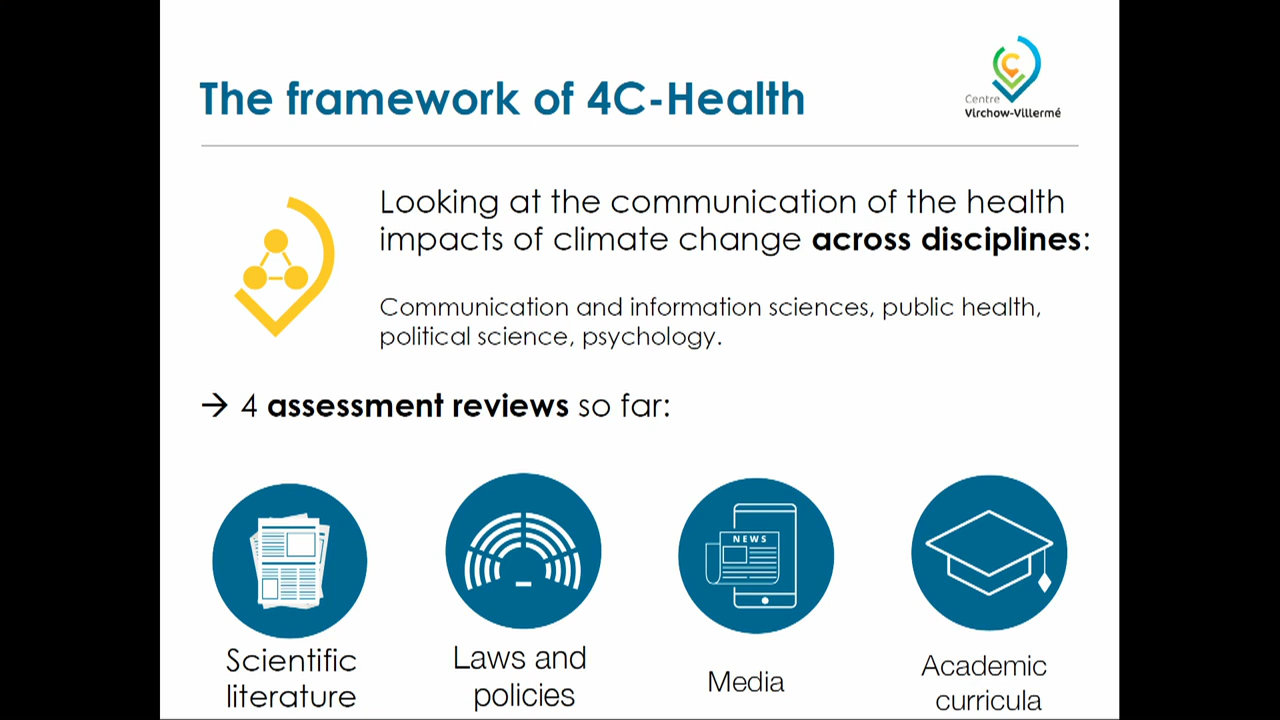 The framework of 4C-Health
Centre
Virchow-Villermé
Looking at the communication of the health
impacts of climate change across disciplines:
Communication and information sciences, public health,
political science, psychology.
→ 4 assessment reviews so far:
NEWS
Scientific
literature
Laws and
policies
Media
Academic
curricula